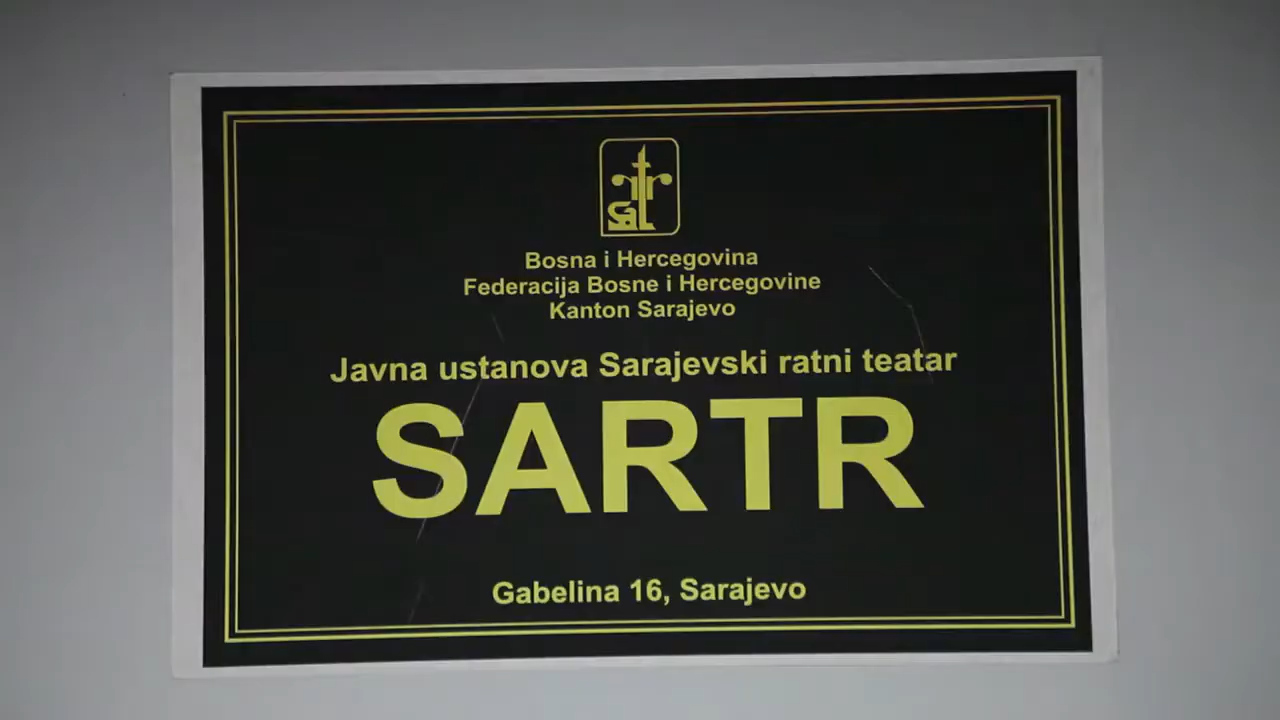 Bosna i Hercegovina
Federacija Bosne i Hercegovine
Kanton Sarajevo
Javna ustanova Sarajevski ratni teatar
SARTR
Gabelina 16, Sarajevo